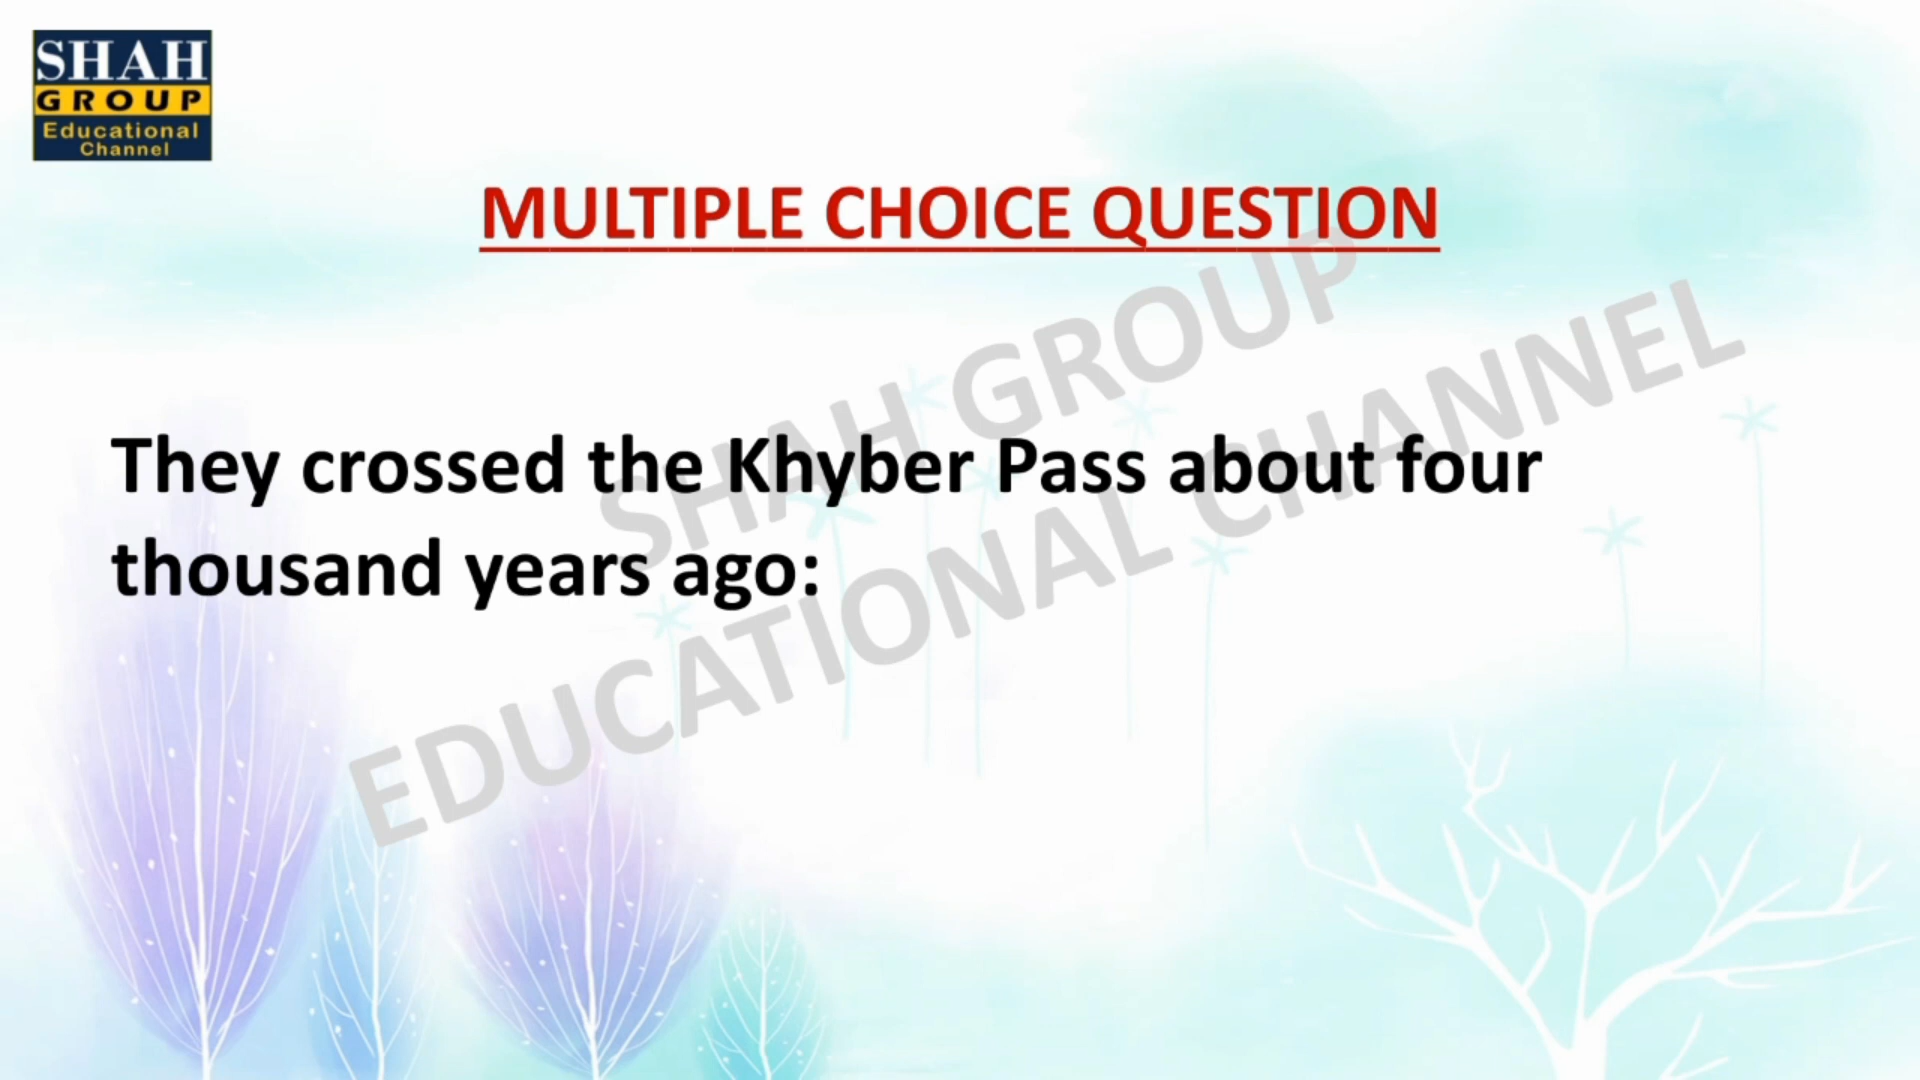 SHAH
GROUP
Educational
Channel
MULTIPLE CHOICE QUESTION
SHAH GROUP
EDUCATIONAL CHANNEL
They crossed the Khyber Pass about four
thousand years ago: